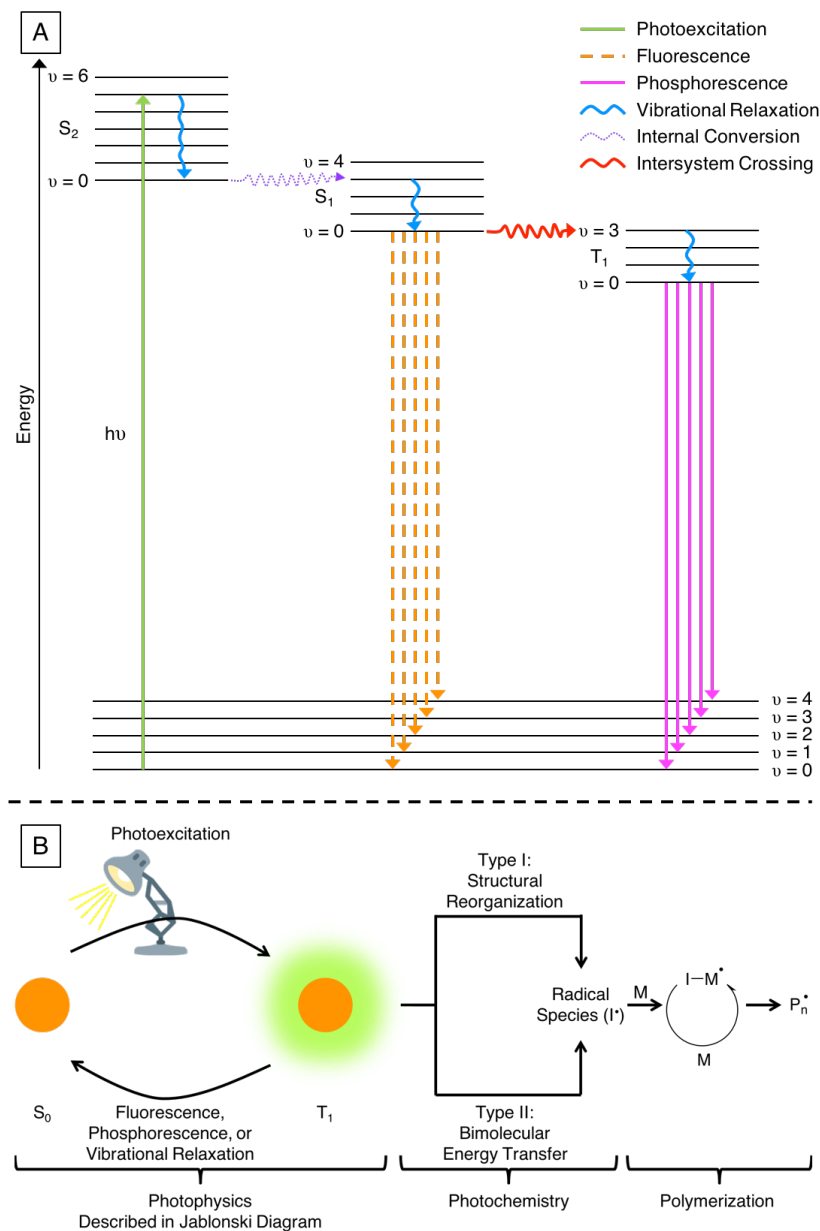 A
Photoexcitation
Fluorescence
Phosphorescence
Vibrational Relaxation
Internal Conversion
Intersystem Crossing
Energy
υ = 6
S₂
υ = 0
υ = 4
S₁
υ = 0
υ = 3
T₁
υ = 0
hυ
υ = 4
υ = 3
υ = 2
υ = 1
υ = 0
B
Photoexcitation
S₀
T₁
Fluorescence,
Phosphorescence, or
Vibrational Relaxation
Type I:
Structural
Reorganization
Radical
Species (I•)
Type II:
Bimolecular
Energy Transfer
M
I–M•
M
Pₙ•
Photophysics
Described in Jablonski Diagram
Photochemistry
Polymerization